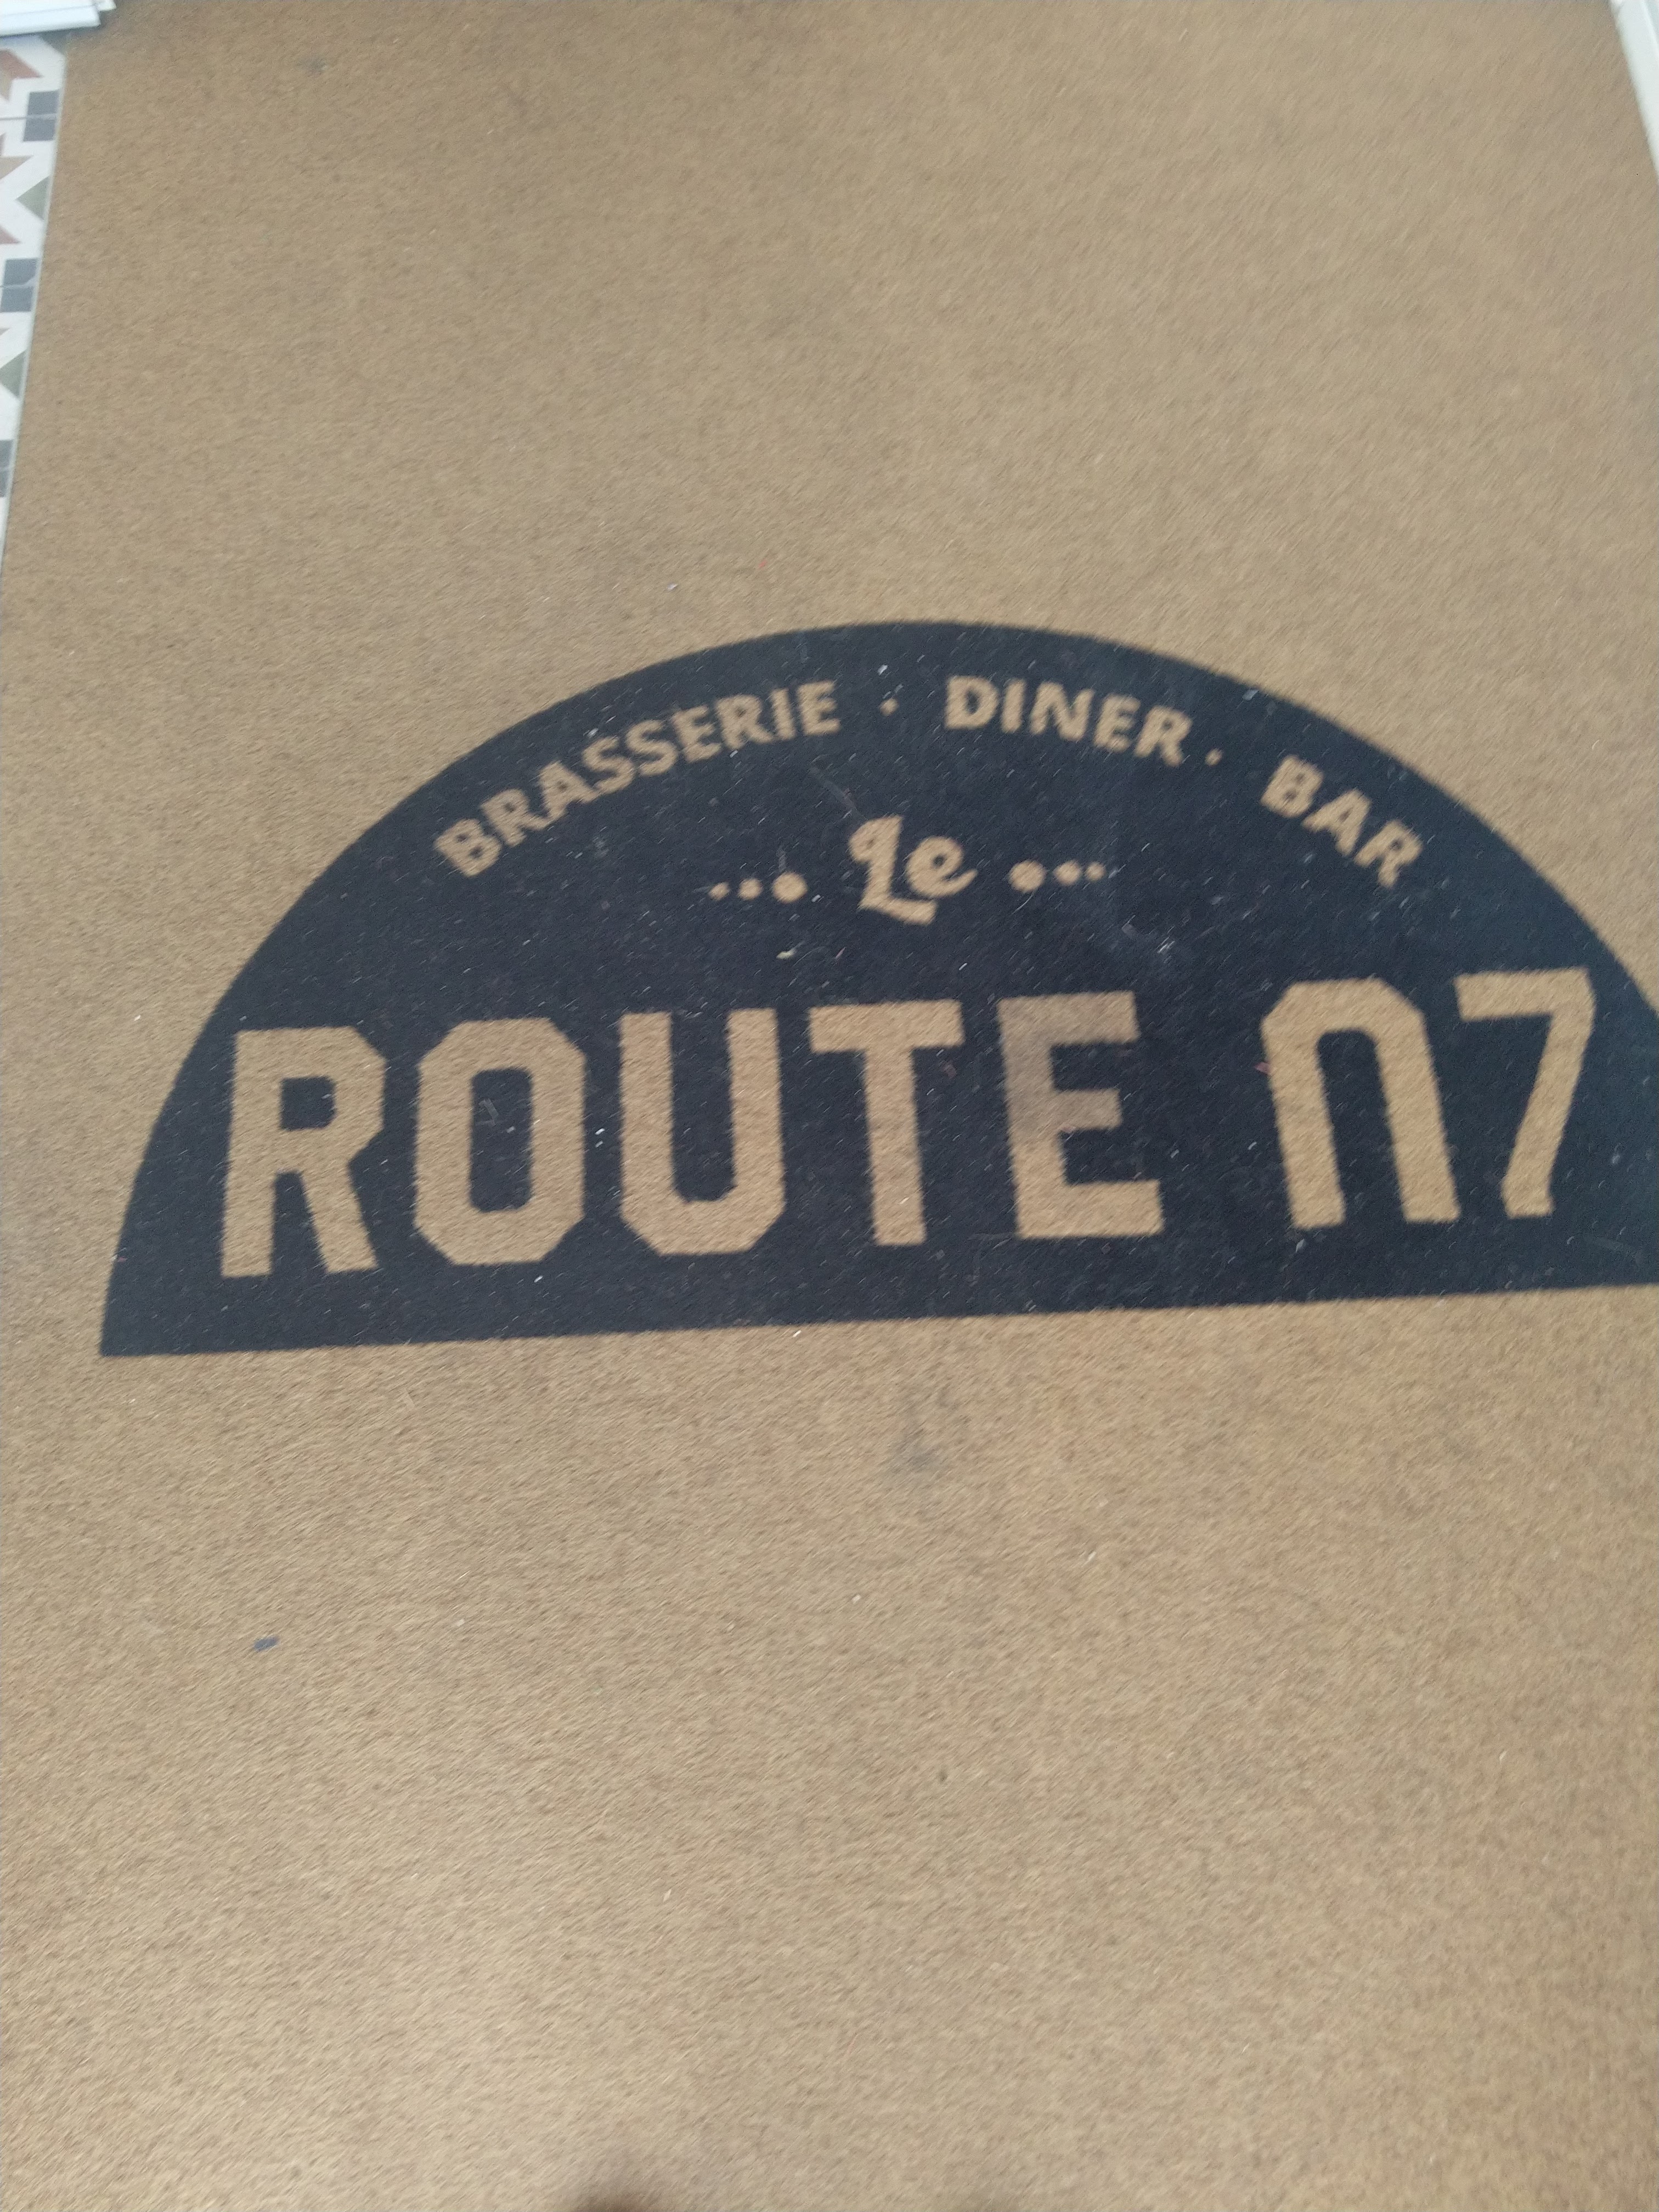 BRASSERIE · DINER · BAR
••• Le •••
ROUTE N7